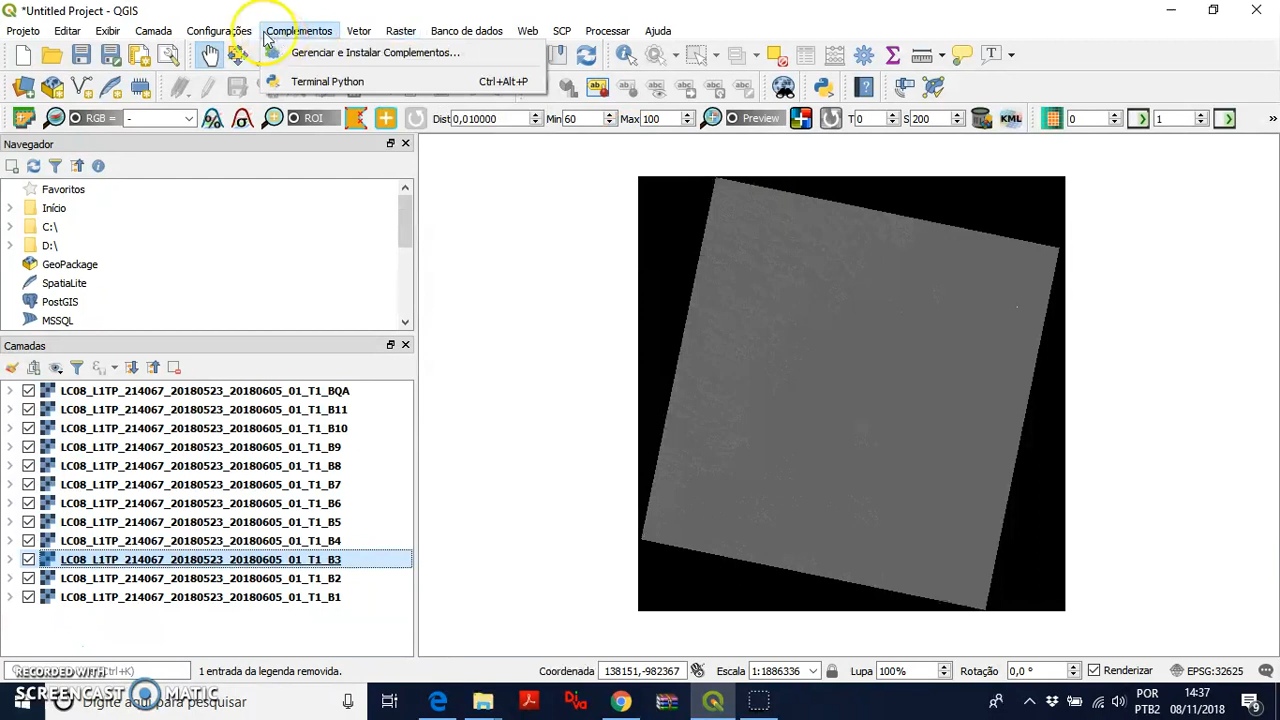 *Untitled Project - QGIS
Projeto Editar Exibir Camada Configurações Complementos Vetor Raster Banco de dados Web SCP Processar Ajuda
Gerenciar e Instalar Complementos...
Terminal Python Ctrl+Alt+P
RGB = - ROI Dist 0,010000 Min 60 Max 100 Preview T 0 S 200 KML 0 1 »
Navegador
Favoritos
Início
C:\
D:\
GeoPackage
SpatiaLite
PostGIS
MSSQL
Camadas
LC08_L1TP_214067_20180523_20180605_01_T1_BQA
LC08_L1TP_214067_20180523_20180605_01_T1_B11
LC08_L1TP_214067_20180523_20180605_01_T1_B10
LC08_L1TP_214067_20180523_20180605_01_T1_B9
LC08_L1TP_214067_20180523_20180605_01_T1_B8
LC08_L1TP_214067_20180523_20180605_01_T1_B7
LC08_L1TP_214067_20180523_20180605_01_T1_B6
LC08_L1TP_214067_20180523_20180605_01_T1_B5
LC08_L1TP_214067_20180523_20180605_01_T1_B4
LC08_L1TP_214067_20180523_20180605_01_T1_B3
LC08_L1TP_214067_20180523_20180605_01_T1_B2
LC08_L1TP_214067_20180523_20180605_01_T1_B1
1 entrada da legenda removida. Coordenada 138151,-982367 Escala 1:1886336 Lupa 100% Rotação 0,0 ° Renderizar EPSG:32625
RECORDED WITH
SCREENCAST MATIC
Digite aqui para pesquisar
POR
PTB2
14:37
08/11/2018